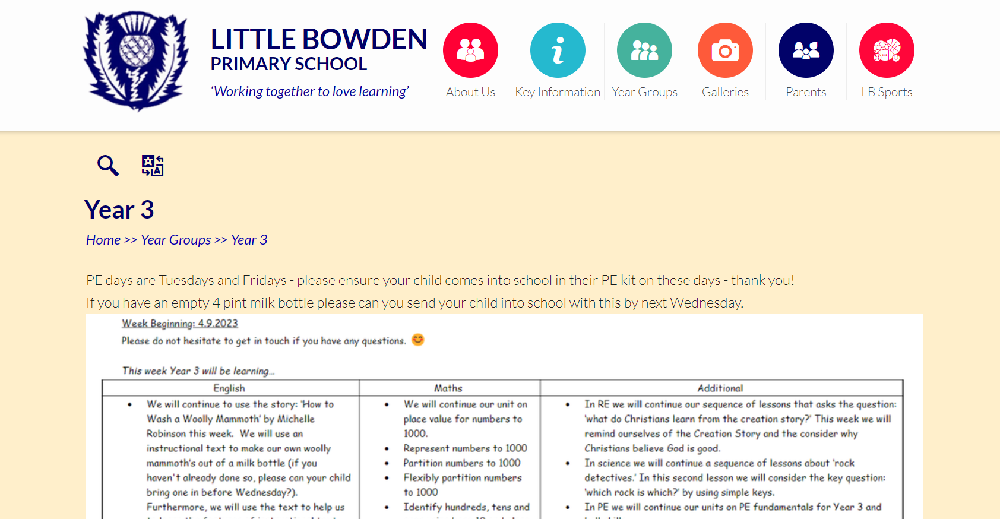 LITTLE BOWDEN
PRIMARY SCHOOL
‘Working together to love learning’
About Us
Key Information
Year Groups
Galleries
Parents
LB Sports
Year 3
Home >> Year Groups >> Year 3
PE days are Tuesdays and Fridays - please ensure your child comes into school in their PE kit on these days - thank you!
If you have an empty 4 pint milk bottle please can you send your child into school with this by next Wednesday.
Week Beginning: 4.9.2023
Please do not hesitate to get in touch if you have any questions. 😊
This week Year 3 will be learning...
English
• We will continue to use the story: ‘How to
Wash a Woolly Mammoth’ by Michelle
Robinson this week. We will use an
instructional text to make our own woolly
mammoth’s out of a milk bottle (if you
haven't already done so, please can your child
bring one in before Wednesday?).
Furthermore, we will use the text to help us
Maths
• We will continue our unit on
place value for numbers to
1000.
• Represent numbers to 1000
• Partition numbers to 1000
• Flexibly partition numbers
to 1000
• Identify hundreds, tens and
Additional
• In RE we will continue our sequence of lessons that asks the question:
‘what do Christians learn from the creation story?’ This week we will
remind ourselves of the Creation Story and the consider why
Christians believe God is good.
• In science we will continue a sequence of lessons about ‘rock
detectives.’ In this second lesson we will consider the key question:
‘which rock is which?’ by using simple keys.
• In PE we will continue our units on PE fundamentals for Year 3 and